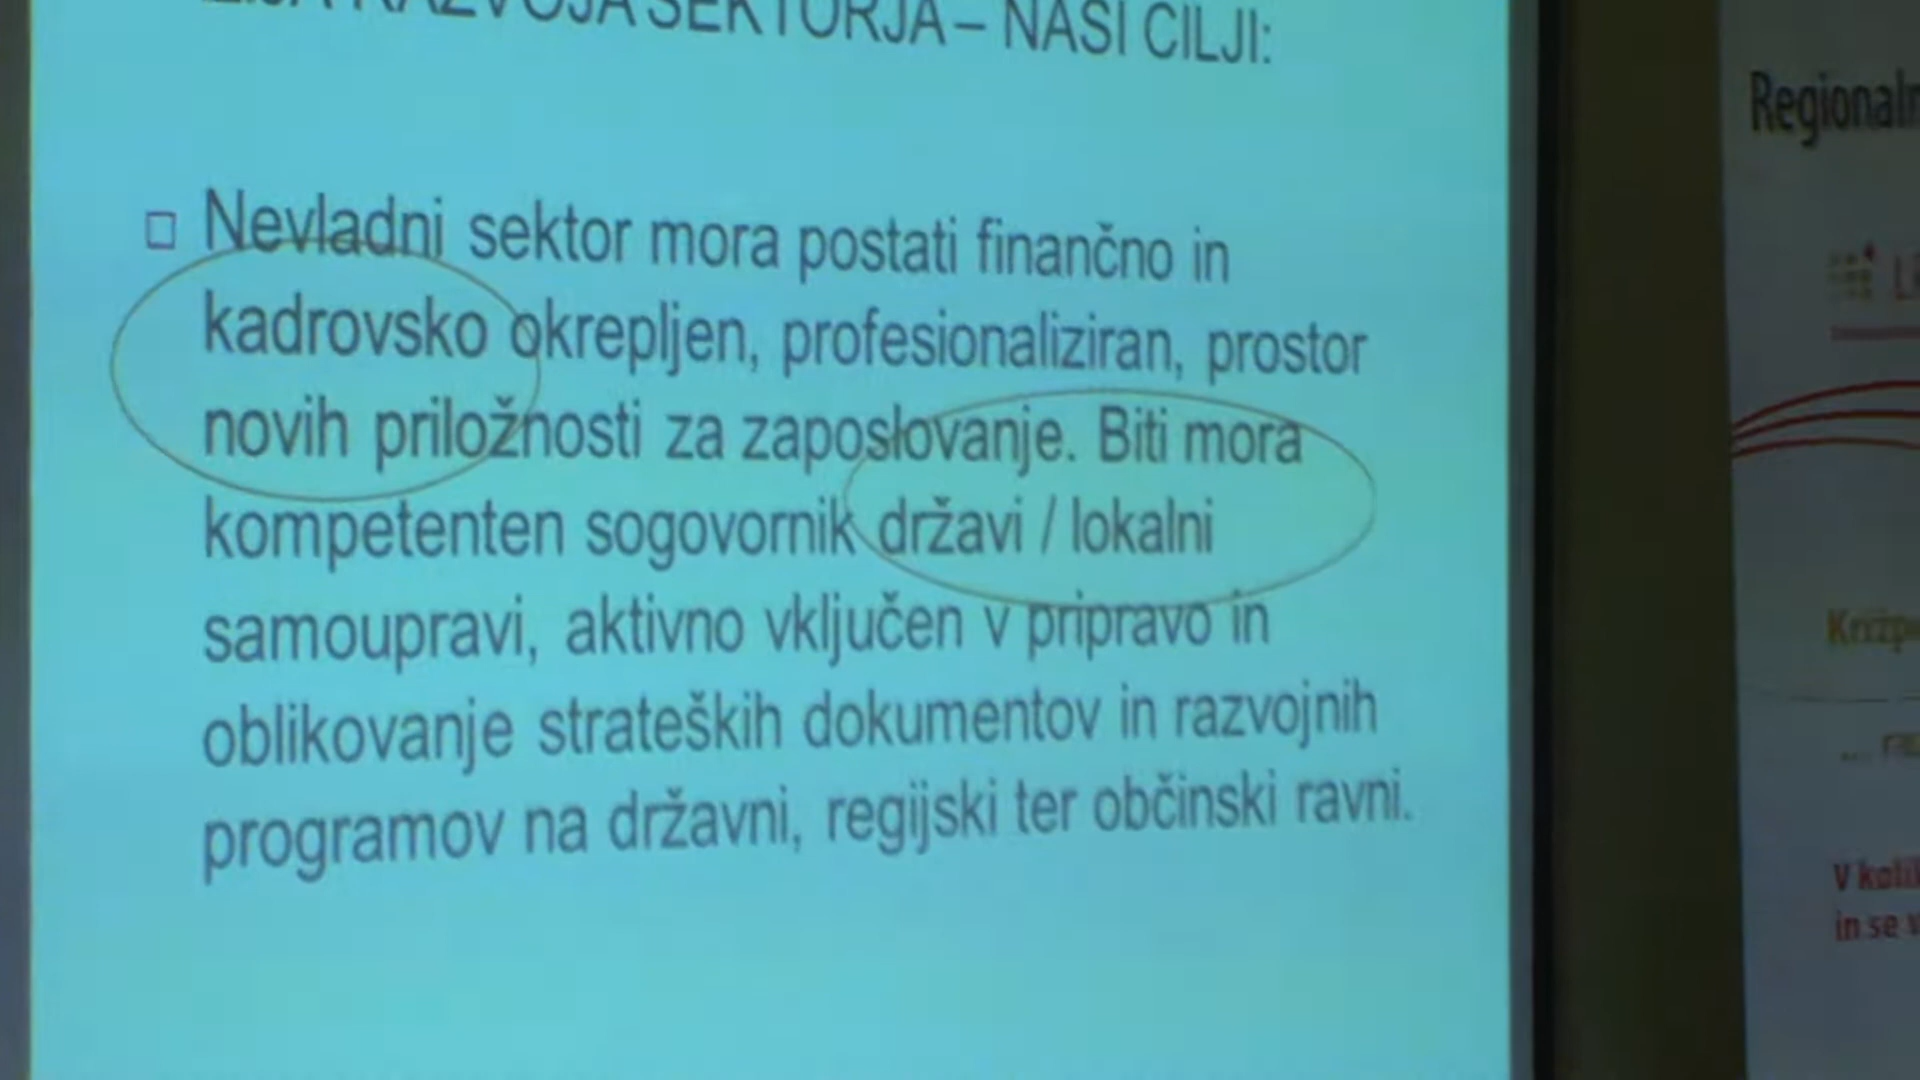 RAZVOJA SEKTORJA – NAŠI CILJI:
□ Nevladni sektor mora postati finančno in
kadrovsko okrepljen, profesionaliziran, prostor
novih priložnosti za zaposlovanje. Biti mora
kompetenten sogovornik državi / lokalni
samoupravi, aktivno vključen v pripravo in
oblikovanje strateških dokumentov in razvojnih
programov na državni, regijski ter občinski ravni.
V
in se